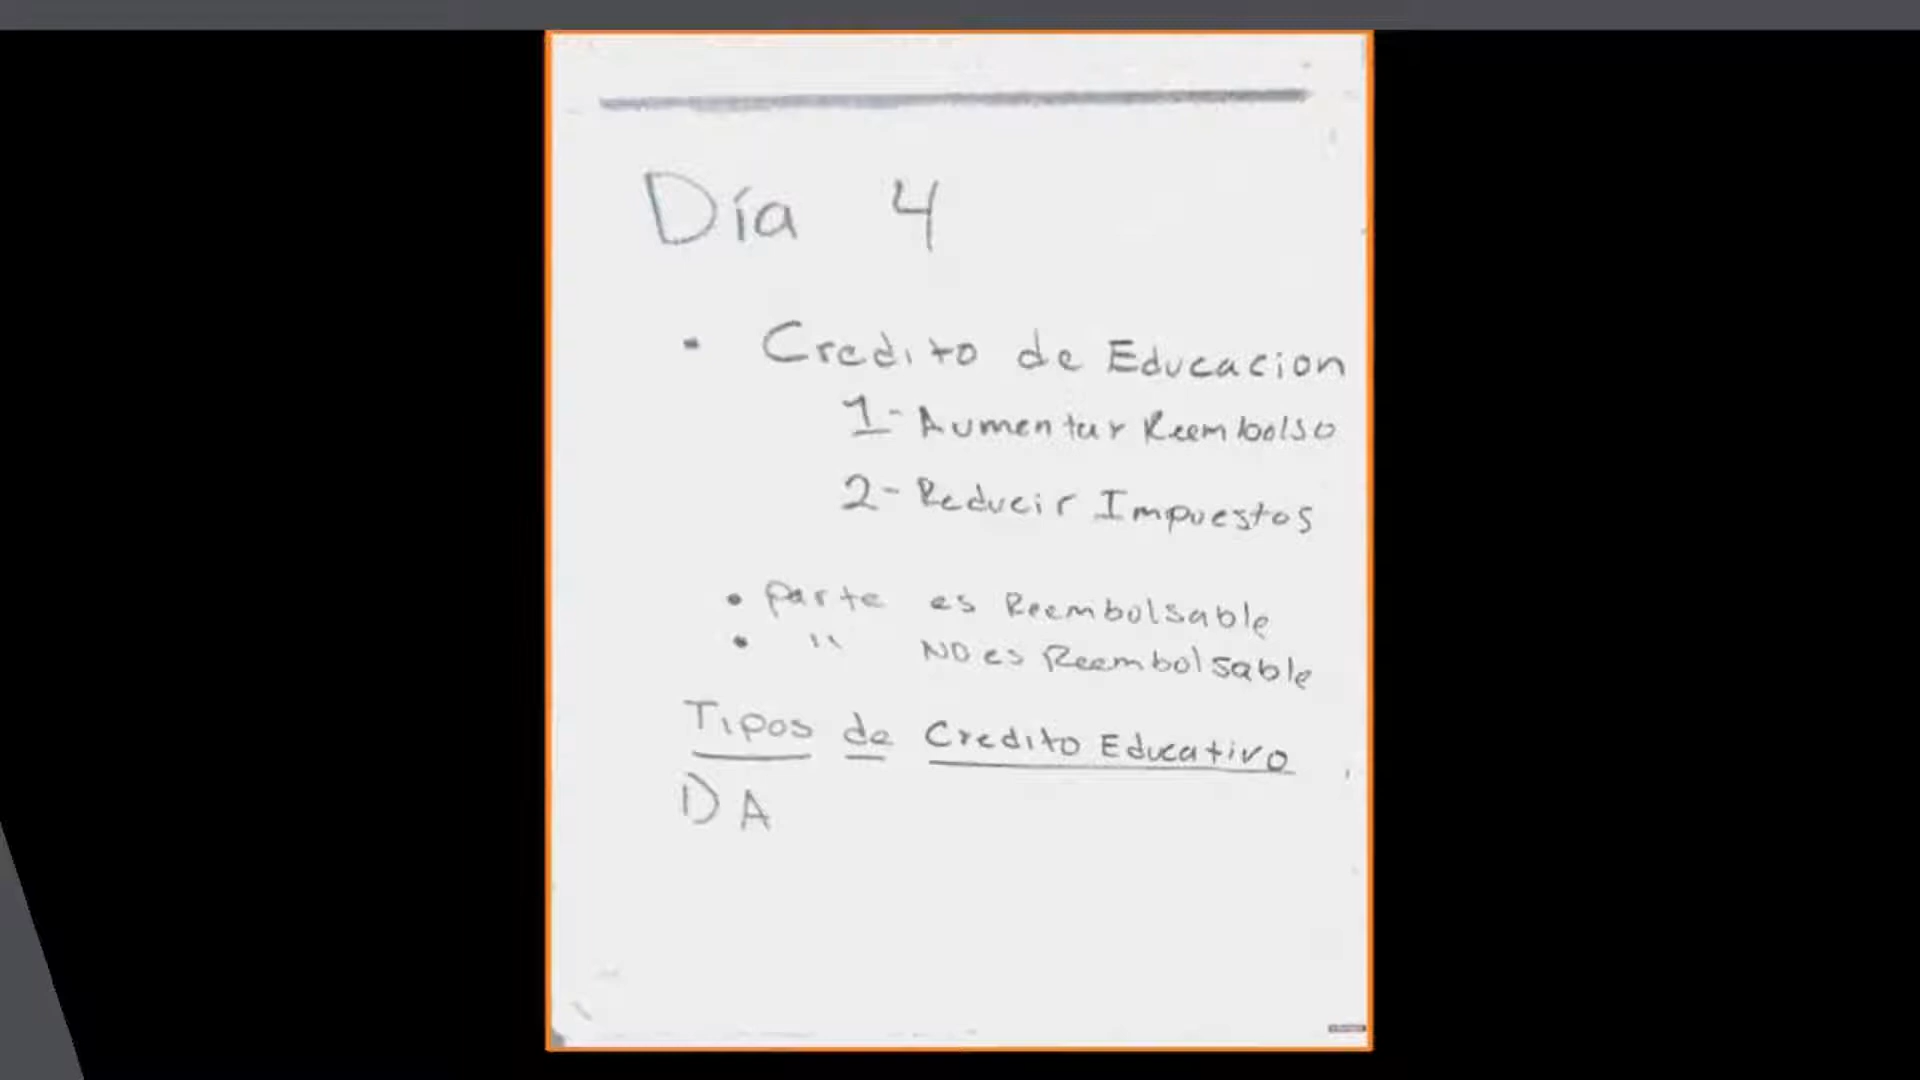 Día 4
• Credito de Educacion
1- Aumentar Reembolso
2- Reducir Impuestos
• Parte es Reembolsable
• " NO es Reembolsable
Tipos de Credito Educativo
DA